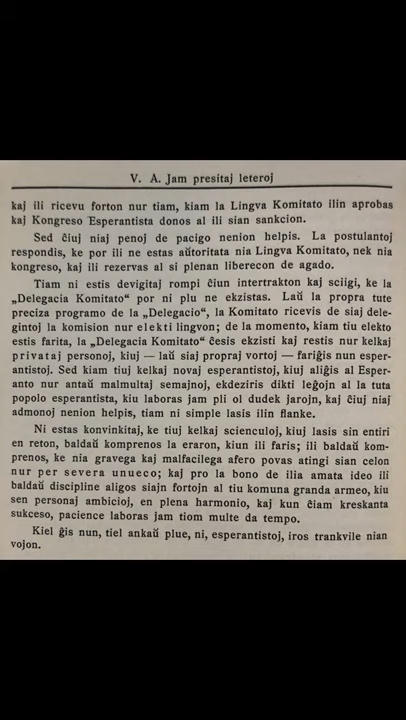 V. A. Jam presitaj leteroj
kaj ili ricevu forton nur tiam, kiam la Lingva Komitato ilin aprobas
kaj Kongreso Esperantista donos al ili sian sankcion.
Sed ĉiuj niaj penoj de pacigo nenion helpis. La postulantoj
respondis, ke por ili ne estas aŭtoritata nia Lingva Komitato, nek nia
kongreso, kaj ili rezervas al si plenan liberecon de agado.
Tiam ni estis devigitaj rompi ĉiun intertrakton kaj sciigi, ke la
„Delegacia Komitato“ por ni plu ne ekzistas. Laŭ la propra tute
preciza programo de la „Delegacio“, la Komitato ricevis de siaj dele-
gintoj la komision nur elekti lingvon; de la momento, kiam tiu elekto
estis farita, la „Delegacia Komitato“ ĉesis ekzisti kaj restis nur kelkaj
privataj personoj, kiuj — laŭ siaj propraj vortoj — fariĝis nun esper-
antistoj. Sed kiam tiuj kelkaj novaj esperantistoj, kiuj aliĝis al Esper-
anto nur antaŭ malmultaj semajnoj, ekdeziris dikti leĝojn al la tuta
popolo esperantista, kiu laboras jam pli ol dudek jarojn, kaj ĉiuj niaj
admonoj nenion helpis, tiam ni simple lasis ilin flanke.
Ni estas konvinkitaj, ke tiuj kelkaj scienculoj, kiuj lasis sin entiri
en reton, baldaŭ komprenos la eraron, kiun ili faris; ili baldaŭ kom-
prenos, ke nia gravega kaj malfacilega afero povas atingi sian celon
nur per severa unueco; kaj pro la bono de ilia amata ideo ili
baldaŭ discipline aligos siajn fortojn al tiu komuna granda armeo, kiu
sen personaj ambicioj, en plena harmonio, kaj kun ĉiam kreskanta
sukceso, pacience laboras jam tiom multe da tempo.
Kiel ĝis nun, tiel ankaŭ plue, ni, esperantistoj, iros trankvile nian
vojon.